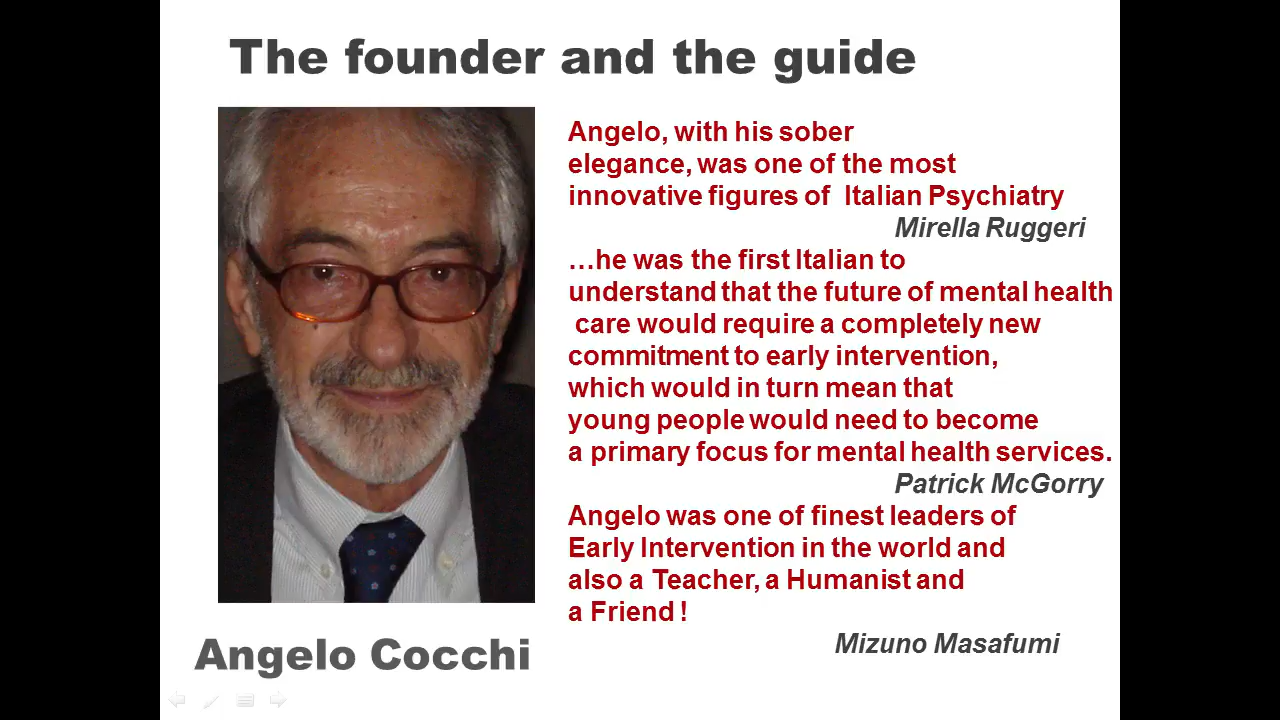 The founder and the guide
Angelo, with his sober
elegance, was one of the most
innovative figures of Italian Psychiatry
Mirella Ruggeri
…he was the first Italian to
understand that the future of mental health
care would require a completely new
commitment to early intervention,
which would in turn mean that
young people would need to become
a primary focus for mental health services.
Patrick McGorry
Angelo was one of finest leaders of
Early Intervention in the world and
also a Teacher, a Humanist and
a Friend !
Mizuno Masafumi
Angelo Cocchi